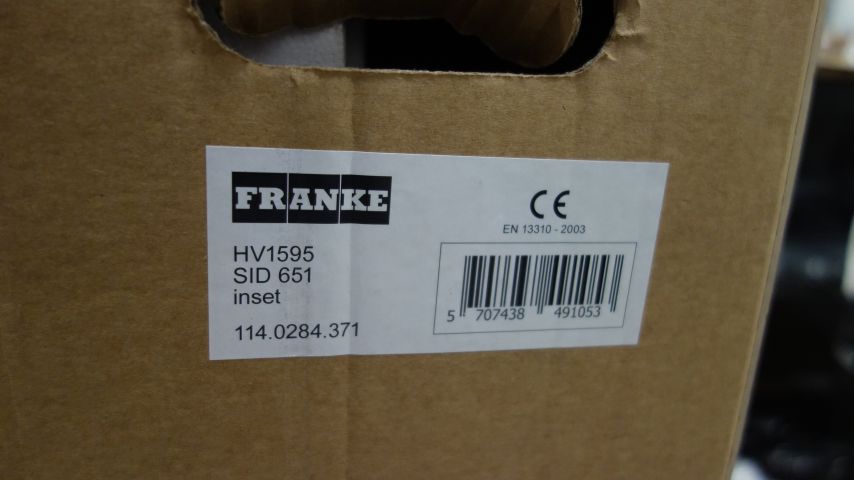 FRANKE
HV1595
SID 651
inset
114.0284.371
CE
EN 13310 - 2003
5 707438 491053